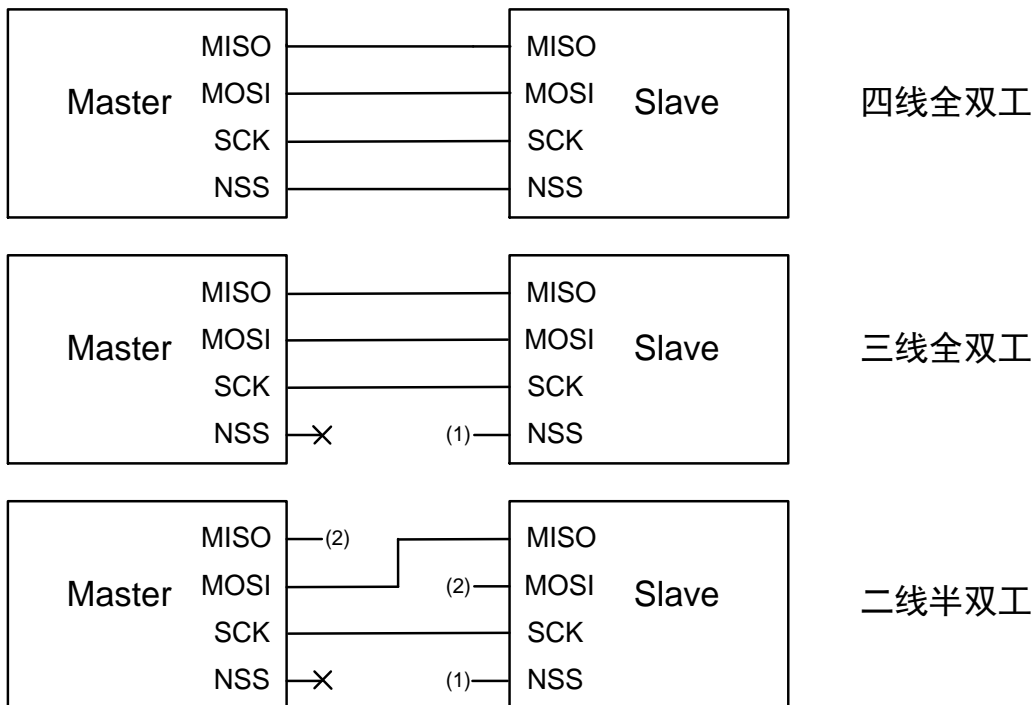 MISO MISO
Master MOSI MOSI Slave 四线全双工
SCK SCK
NSS NSS
MISO MISO
Master MOSI MOSI Slave 三线全双工
SCK SCK
NSS (1) NSS
MISO (2) MISO
Master MOSI (2) MOSI Slave 二线半双工
SCK SCK
NSS (1) NSS